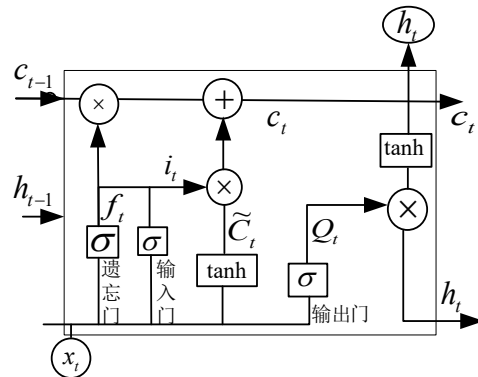 h_t
c_{t-1}
×
+
c_t
c_t
tanh
h_{t-1}
i_t
×
f_t
Q_t
×
σ
σ
C̃_t
遗忘门
输入门
tanh
σ
输出门
h_t
x_t